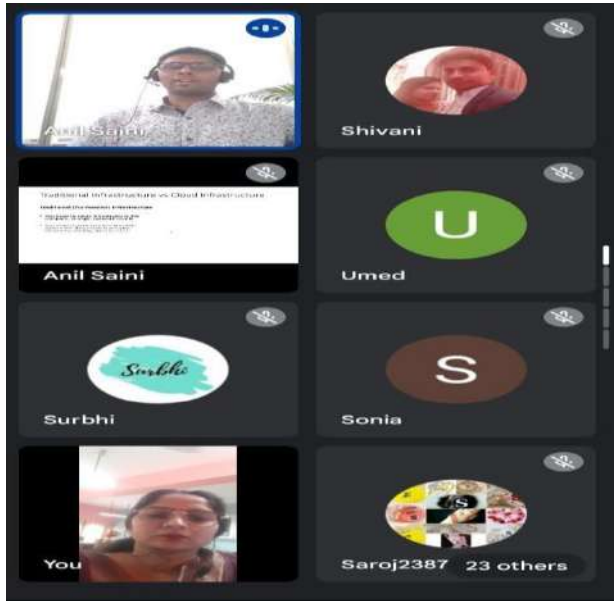 Anil Saini
Shivani
Traditional Infrastructure vs Cloud Infrastructure
Anil Saini
U
Umed
Surbhi
Surbhi
S
Sonia
You
S
Saroj2387
23 others